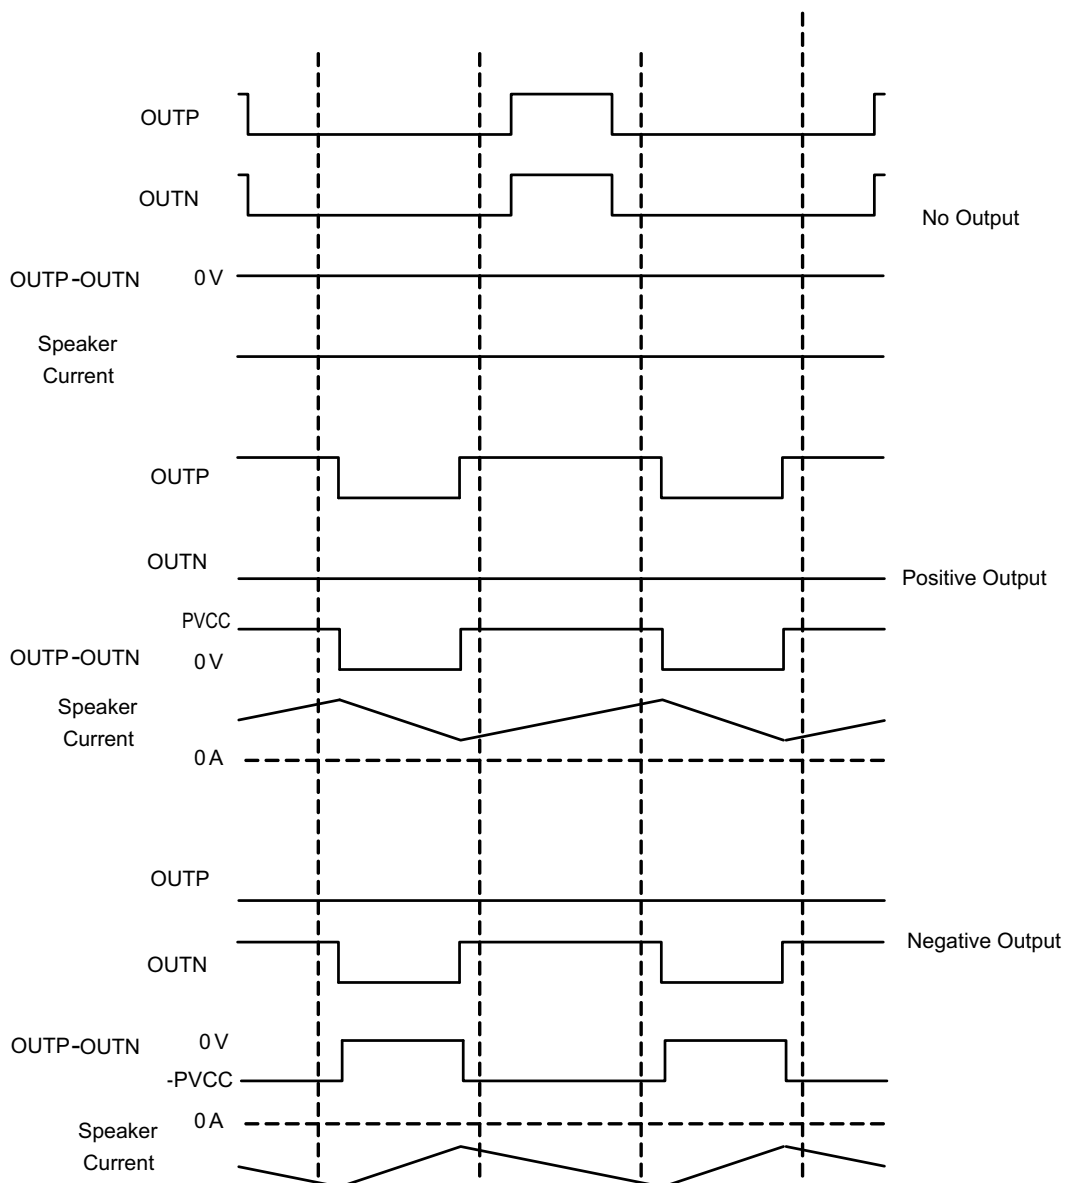 OUTP
OUTN
No Output
OUTP-OUTN 0 V
Speaker
Current
OUTP
OUTN
Positive Output
PVCC
OUTP-OUTN 0 V
Speaker
Current
0 A
OUTP
Negative Output
OUTN
OUTP-OUTN 0 V
-PVCC
0 A
Speaker
Current